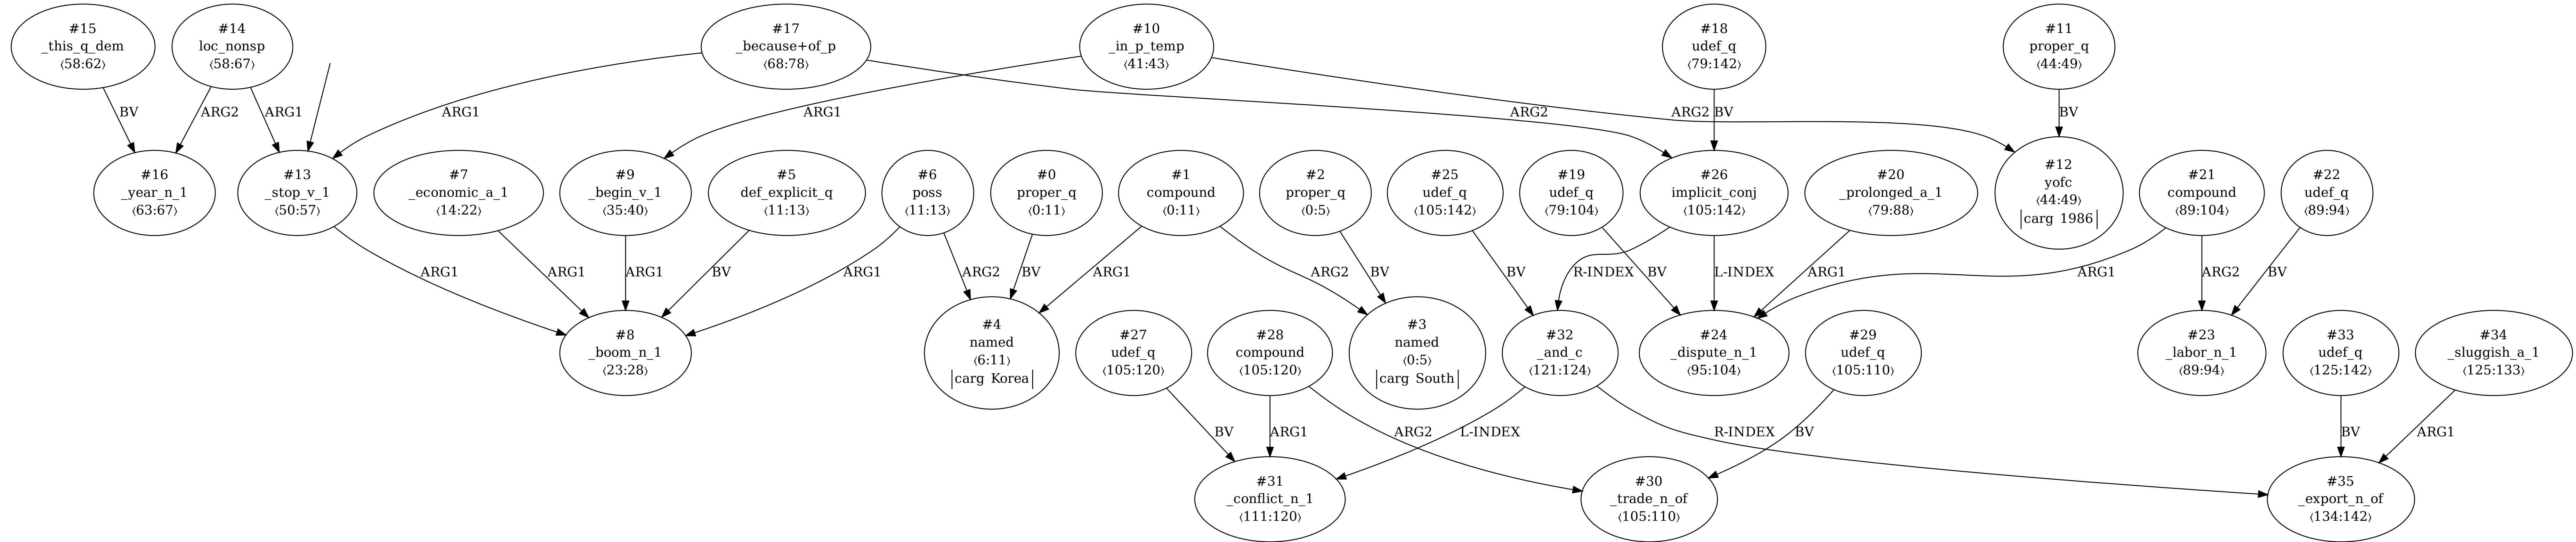 #15
_this_q_dem
⟨58:62⟩
#14
loc_nonsp
⟨58:67⟩
#17
_because+of_p
⟨68:78⟩
#10
_in_p_temp
⟨41:43⟩
#18
udef_q
⟨79:142⟩
#11
proper_q
⟨44:49⟩
BV
ARG2
ARG1
ARG1
ARG1
ARG2
ARG2
BV
BV
#16
_year_n_1
⟨63:67⟩
#13
_stop_v_1
⟨50:57⟩
#7
_economic_a_1
⟨14:22⟩
#9
_begin_v_1
⟨35:40⟩
#5
def_explicit_q
⟨11:13⟩
#6
poss
⟨11:13⟩
#0
proper_q
⟨0:11⟩
#1
compound
⟨0:11⟩
#2
proper_q
⟨0:5⟩
#25
udef_q
⟨105:142⟩
#19
udef_q
⟨79:104⟩
#26
implicit_conj
⟨105:142⟩
#20
_prolonged_a_1
⟨79:88⟩
#12
yofc
⟨44:49⟩
|carg 1986|
#21
compound
⟨89:104⟩
#22
udef_q
⟨89:94⟩
ARG1
ARG1
ARG1
BV
ARG1
ARG2
BV
ARG1
ARG2
BV
BV
R-INDEX
BV
L-INDEX
ARG1
ARG1
ARG2
BV
#8
_boom_n_1
⟨23:28⟩
#4
named
⟨6:11⟩
|carg Korea|
#27
udef_q
⟨105:120⟩
#28
compound
⟨105:120⟩
#3
named
⟨0:5⟩
|carg South|
#32
_and_c
⟨121:124⟩
#24
_dispute_n_1
⟨95:104⟩
#29
udef_q
⟨105:110⟩
#23
_labor_n_1
⟨89:94⟩
#33
udef_q
⟨125:142⟩
#34
_sluggish_a_1
⟨125:133⟩
BV
ARG1
ARG2
L-INDEX
R-INDEX
BV
BV
ARG1
#31
_conflict_n_1
⟨111:120⟩
#30
_trade_n_of
⟨105:110⟩
#35
_export_n_of
⟨134:142⟩